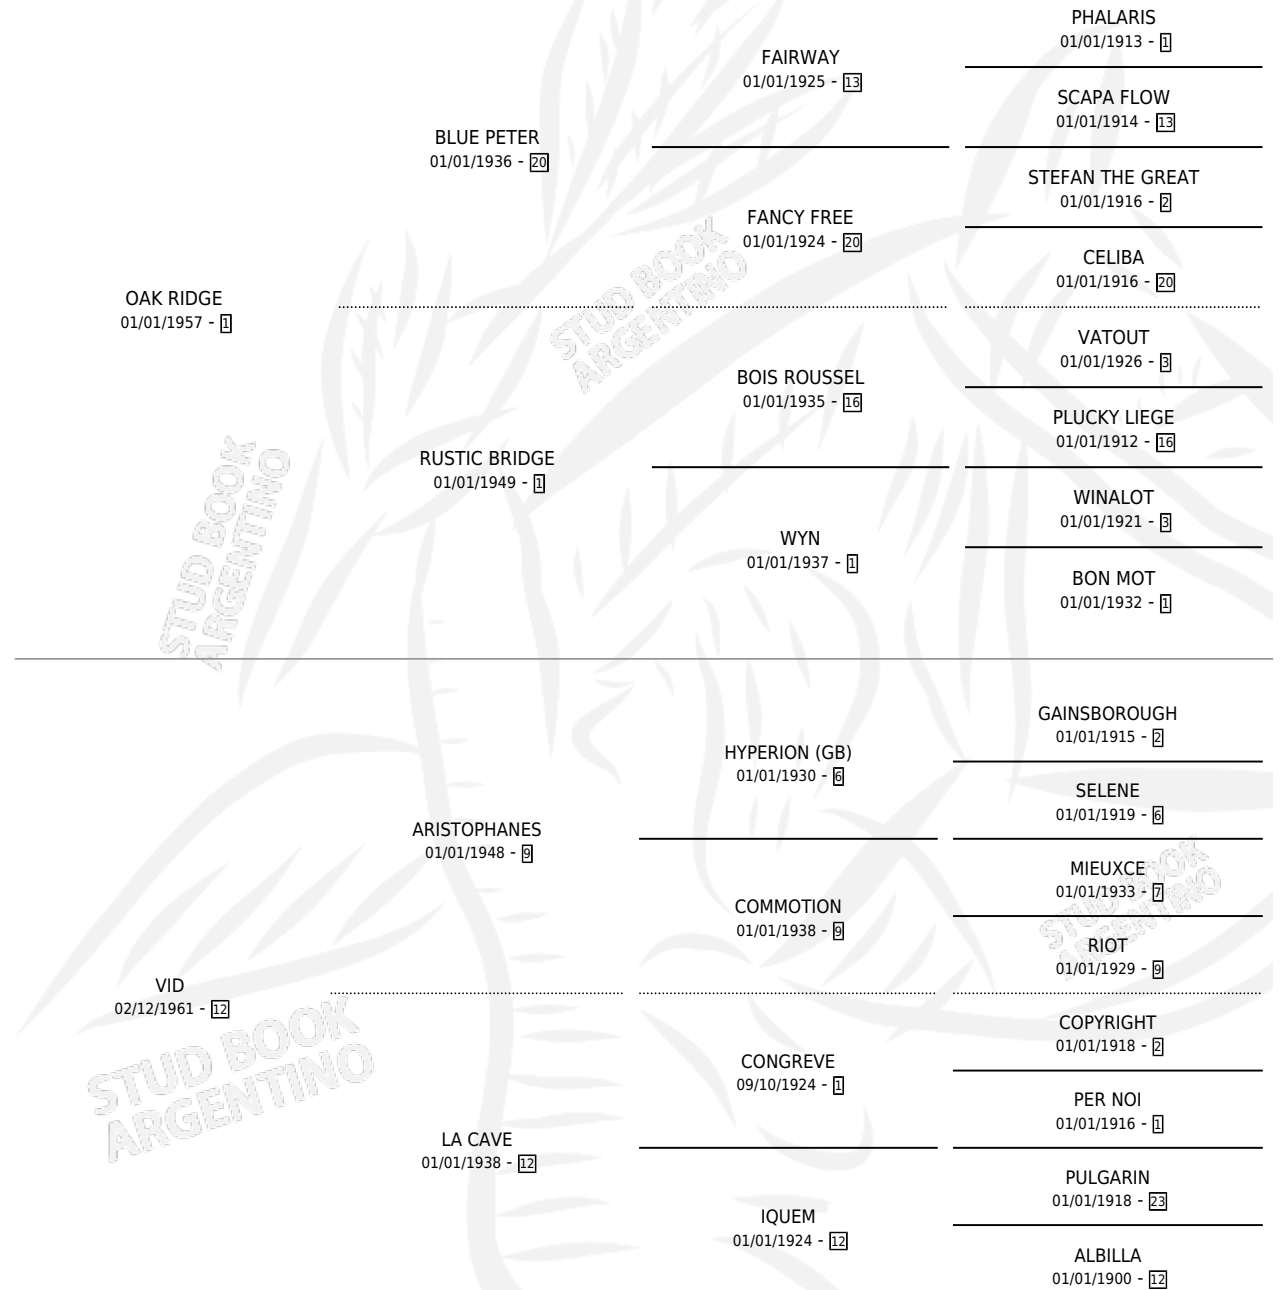 PHALARIS
01/01/1913 - 1
FAIRWAY
01/01/1925 - 13
SCAPA FLOW
01/01/1914 - 13
BLUE PETER
01/01/1936 - 20
STEFAN THE GREAT
01/01/1916 - 2
FANCY FREE
01/01/1924 - 20
CELIBA
01/01/1916 - 20
OAK RIDGE
01/01/1957 - 1
STUD BOOK
ARGENTINO
VATOUT
01/01/1926 - 3
BOIS ROUSSEL
01/01/1935 - 16
PLUCKY LIEGE
01/01/1912 - 16
RUSTIC BRIDGE
01/01/1949 - 1
WINALOT
01/01/1921 - 3
WYN
01/01/1937 - 1
BON MOT
01/01/1932 - 1
STUD BOOK
ARGENTINO
GAINSBOROUGH
01/01/1915 - 2
HYPERION (GB)
01/01/1930 - 6
SELENE
01/01/1919 - 6
ARISTOPHANES
01/01/1948 - 9
MIEUXCE
01/01/1933 - 7
COMMOTION
01/01/1938 - 9
RIOT
01/01/1929 - 9
STUD BOOK
ARGENTINO
VID
02/12/1961 - 12
STUD BOOK
ARGENTINO
COPYRIGHT
01/01/1918 - 2
CONGREVE
09/10/1924 - 1
PER NOI
01/01/1916 - 1
LA CAVE
01/01/1938 - 12
PULGARIN
01/01/1918 - 23
IQUEM
01/01/1924 - 12
ALBILLA
01/01/1900 - 12